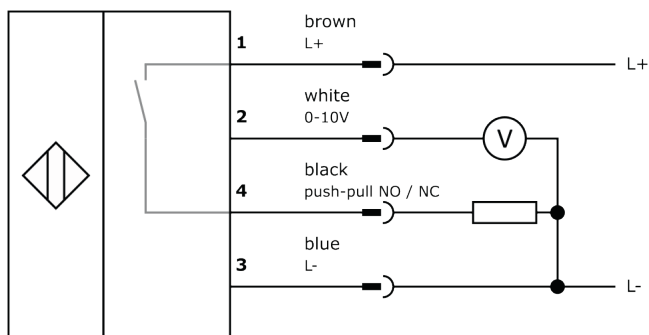 brown
1 L+
L+
white
2 0-10V
V
black
4 push-pull NO / NC
blue
3 L-
L-